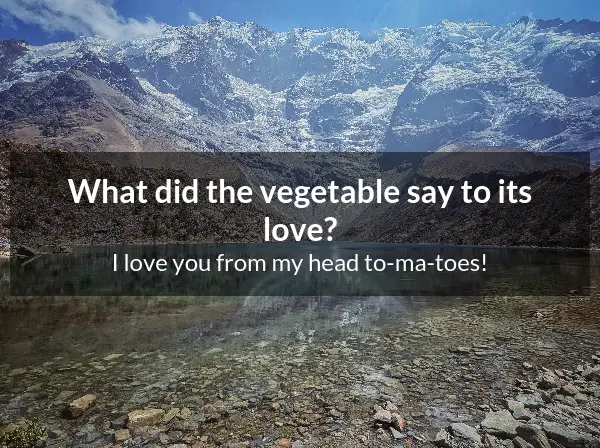 What did the vegetable say to its
love?
I love you from my head to-ma-toes!